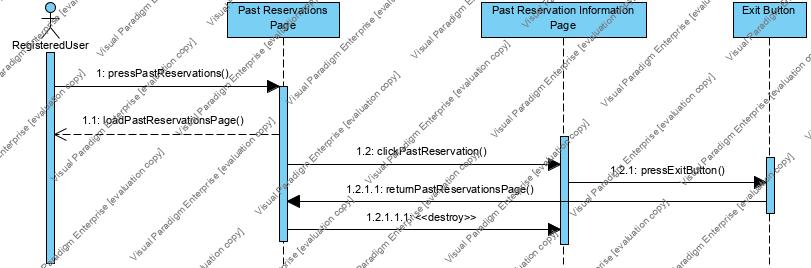 Past Reservations
Page
Past Reservation Information
Page
Exit Button
RegisteredUser
1: pressPastReservations()
1.1: loadPastReservationsPage()
1.2: clickPastReservation()
1.2.1: pressExitButton()
1.2.1.1: returnPastReservationsPage()
1.2.1.1.1: <<destroy>>
Visual Paradigm Enterprise [evaluation copy]